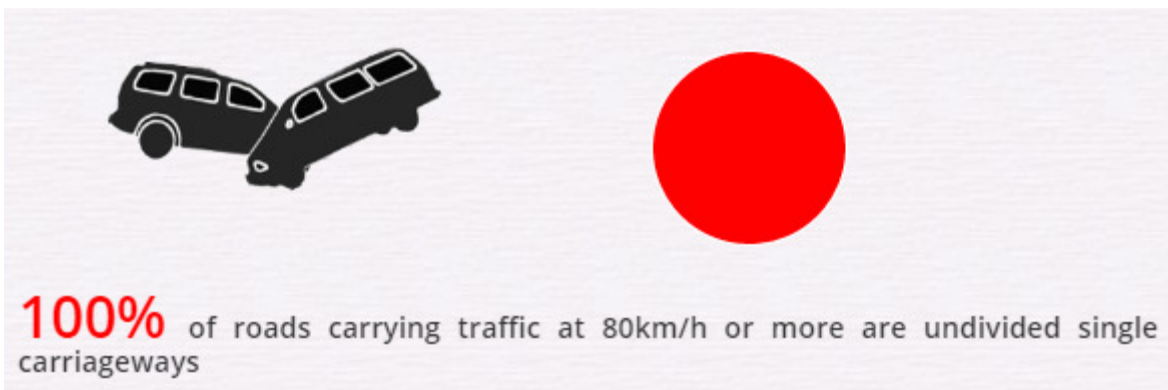 100% of roads carrying traffic at 80km/h or more are undivided single
carriageways